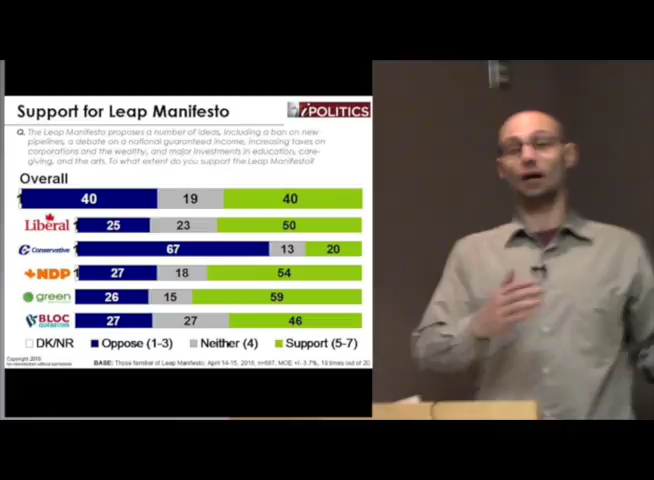 Support for Leap Manifesto
iPOLITICS
Q. The Leap Manifesto proposes a number of ideas, including a ban on new
pipelines, a debate on a national guaranteed income, increasing taxes on
corporations and the wealthy, and major investments in education, care-
giving, and the arts. To what extent do you support the Leap Manifesto?
Overall
40 19 40
Liberal 25 23 50
Conservative 67 13 20
NDP 27 18 54
green 26 15 59
BLOC 27 27 46
DK/NR Oppose (1-3) Neither (4) Support (5-7)
Copyright 2016
BASE: Those familiar of Leap Manifesto; April 14-15, 2016, n=687, MOE +/- 3.7%, 19 times out of 20